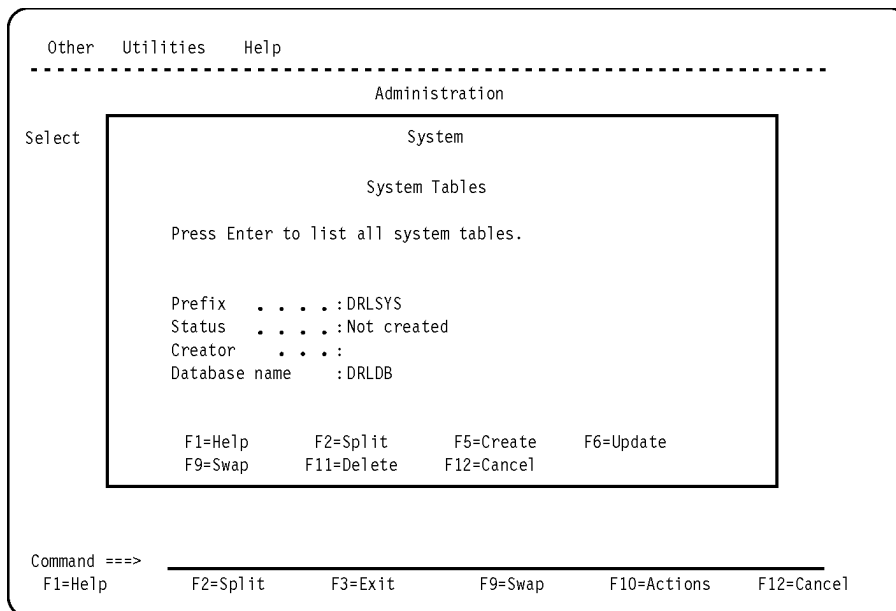 Other Utilities Help
Administration
Select
System
System Tables
Press Enter to list all system tables.
Prefix . . . . :DRLSYS
Status . . . . :Not created
Creator . . . :
Database name :DRLDB
F1=Help F2=Split F5=Create F6=Update
F9=Swap F11=Delete F12=Cancel
Command ===>
F1=Help F2=Split F3=Exit F9=Swap F10=Actions F12=Cancel